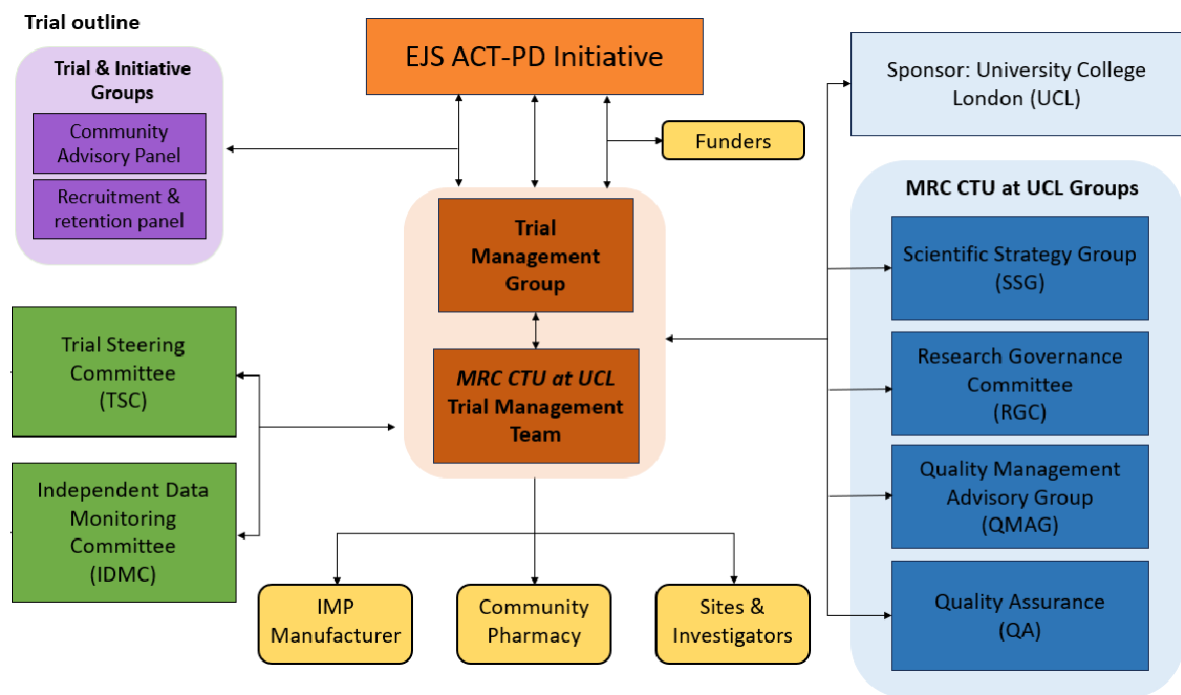 Trial outline
EJS ACT-PD Initiative
Trial & Initiative
Groups
Community
Advisory Panel
Recruitment &
retention panel
Funders
Sponsor: University College
London (UCL)
MRC CTU at UCL Groups
Scientific Strategy Group
(SSG)
Research Governance
Committee
(RGC)
Quality Management
Advisory Group
(QMAG)
Quality Assurance
(QA)
Trial
Management
Group
MRC CTU at UCL
Trial Management
Team
Trial Steering
Committee
(TSC)
Independent Data
Monitoring
Committee
(IDMC)
IMP
Manufacturer
Community
Pharmacy
Sites &
Investigators